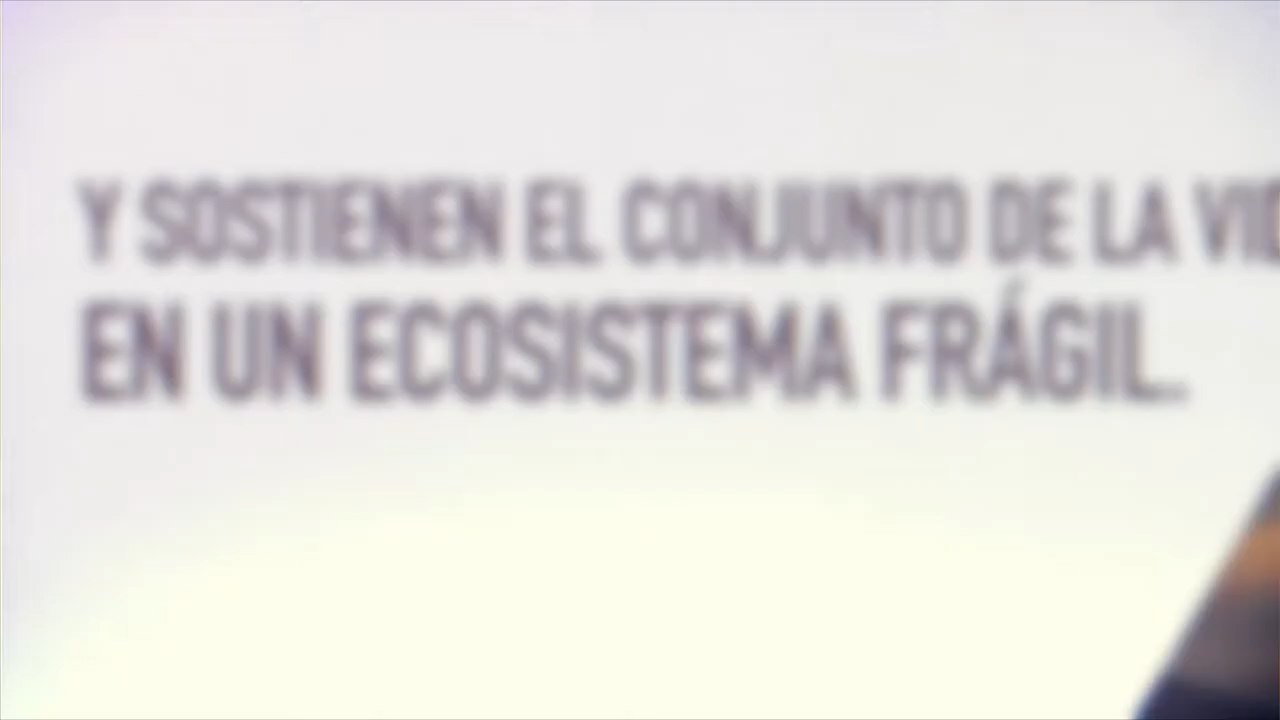 Y SOSTIENEN EL CONJUNTO DE LA
EN UN ECOSISTEMA FRÁGIL.